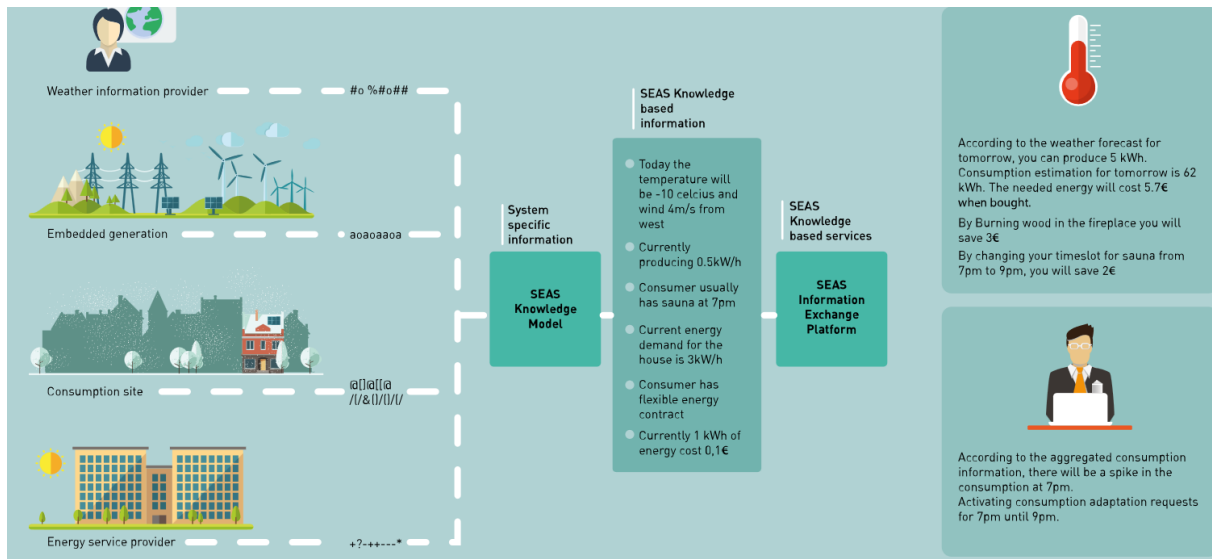 Weather information provider
#o %#o##
Embedded generation
aoaoaaoa
Consumption site
@[]@[[@
/(/&()/()/(/
Energy service provider
+?-++---*
System
specific
information
SEAS
Knowledge
Model
SEAS Knowledge
based
information
Today the
temperature will
be -10 celcius and
wind 4m/s from
west
Currently
producing 0.5kW/h
Consumer usually
has sauna at 7pm
Current energy
demand for the
house is 3kW/h
Consumer has
flexible energy
contract
Currently 1 kWh of
energy cost 0,1€
SEAS
Knowledge
based services
SEAS
Information
Exchange
Platform
According to the weather forecast for
tomorrow, you can produce 5 kWh.
Consumption estimation for tomorrow is 62
kWh. The needed energy will cost 5.7€
when bought.
By Burning wood in the fireplace you will
save 3€
By changing your timeslot for sauna from
7pm to 9pm, you will save 2€
According to the aggregated consumption
information, there will be a spike in the
consumption at 7pm.
Activating consumption adaptation requests
for 7pm until 9pm.